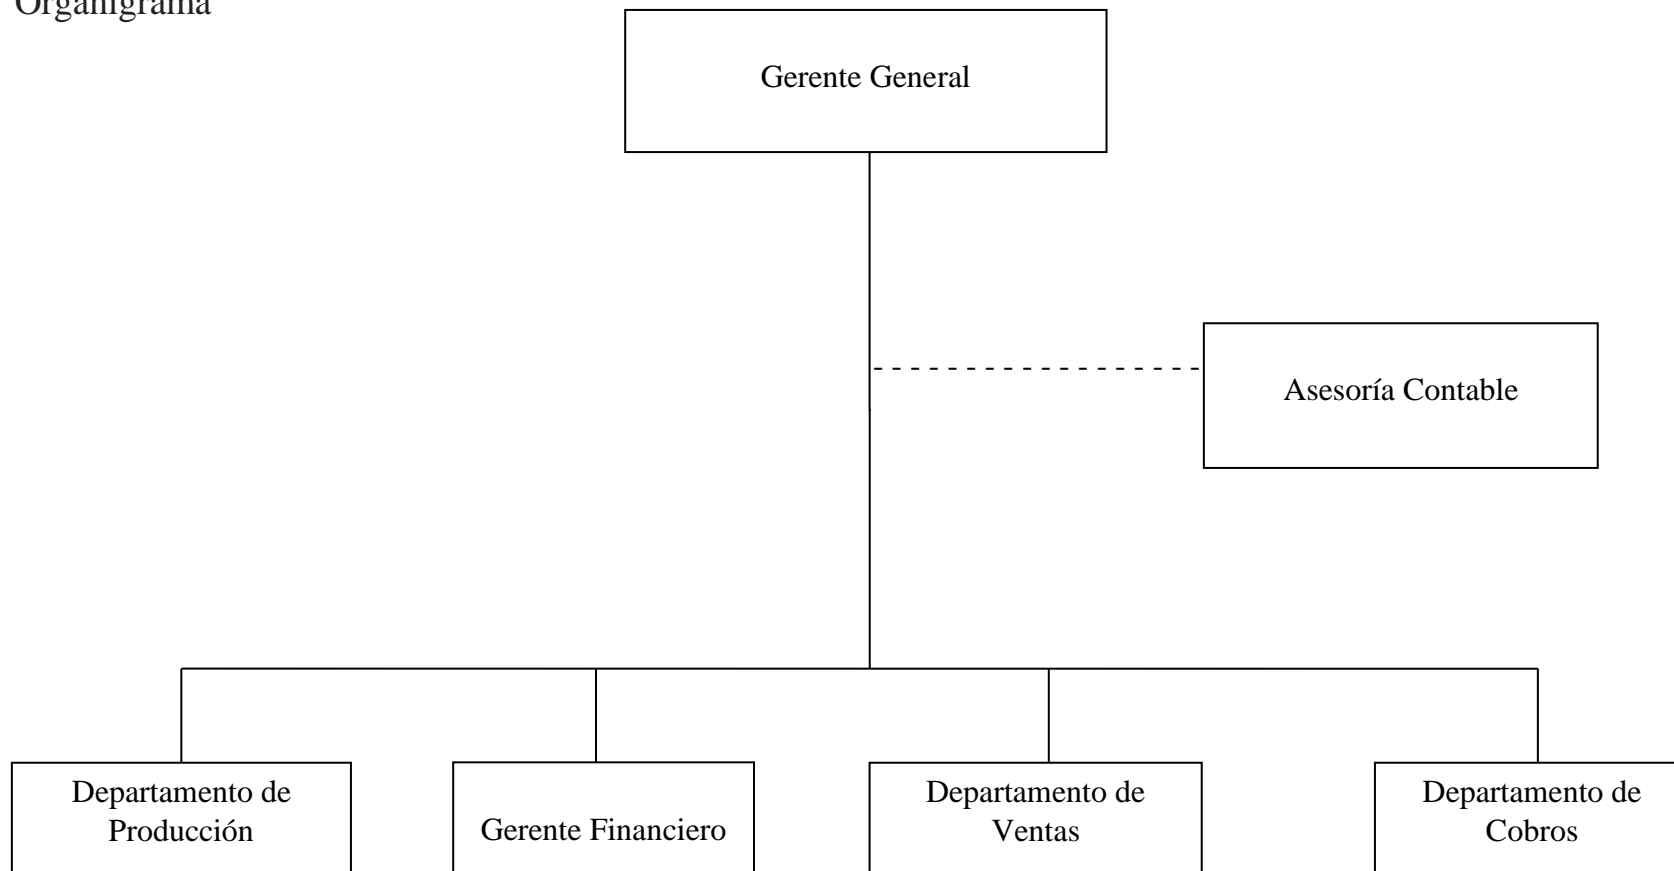 Organigrama
Gerente General
Asesoría Contable
Departamento de
Producción
Gerente Financiero
Departamento de
Ventas
Departamento de
Cobros